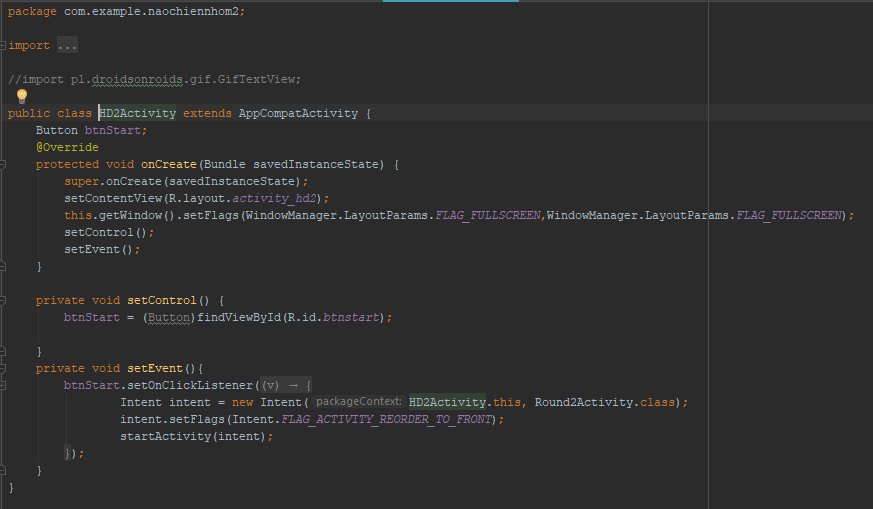 package com.example.naochiennhom2;
import ...
//import pl.droidsonroids.gif.GifTextView;
public class HD2Activity extends AppCompatActivity {
Button btnStart;
@Override
protected void onCreate(Bundle savedInstanceState) {
super.onCreate(savedInstanceState);
setContentView(R.layout.activity_hd2);
this.getWindow().setFlags(WindowManager.LayoutParams.FLAG_FULLSCREEN,WindowManager.LayoutParams.FLAG_FULLSCREEN);
setControl();
setEvent();
}
private void setControl() {
btnStart = (Button)findViewById(R.id.btnstart);
}
private void setEvent(){
btnStart.setOnClickListener((v) → {
Intent intent = new Intent( packageContext: HD2Activity.this, Round2Activity.class);
intent.setFlags(Intent.FLAG_ACTIVITY_REORDER_TO_FRONT);
startActivity(intent);
});
}
}